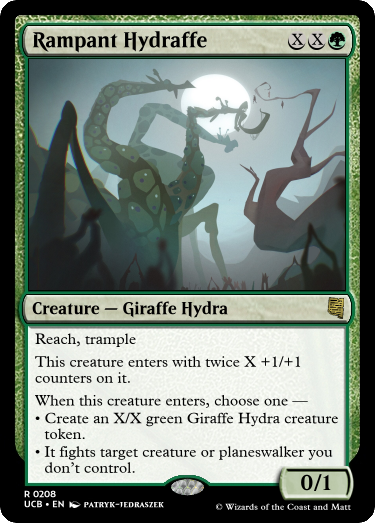 Rampant Hydraffe XX
Creature — Giraffe Hydra
Reach, trample
This creature enters with twice X +1/+1
counters on it.
When this creature enters, choose one —
• Create an X/X green Giraffe Hydra creature
token.
• It fights target creature or planeswalker you
don't control.
0/1
R 0208
UCB • EN PATRYK-JEDRASZEK
© Wizards of the Coast and Matt